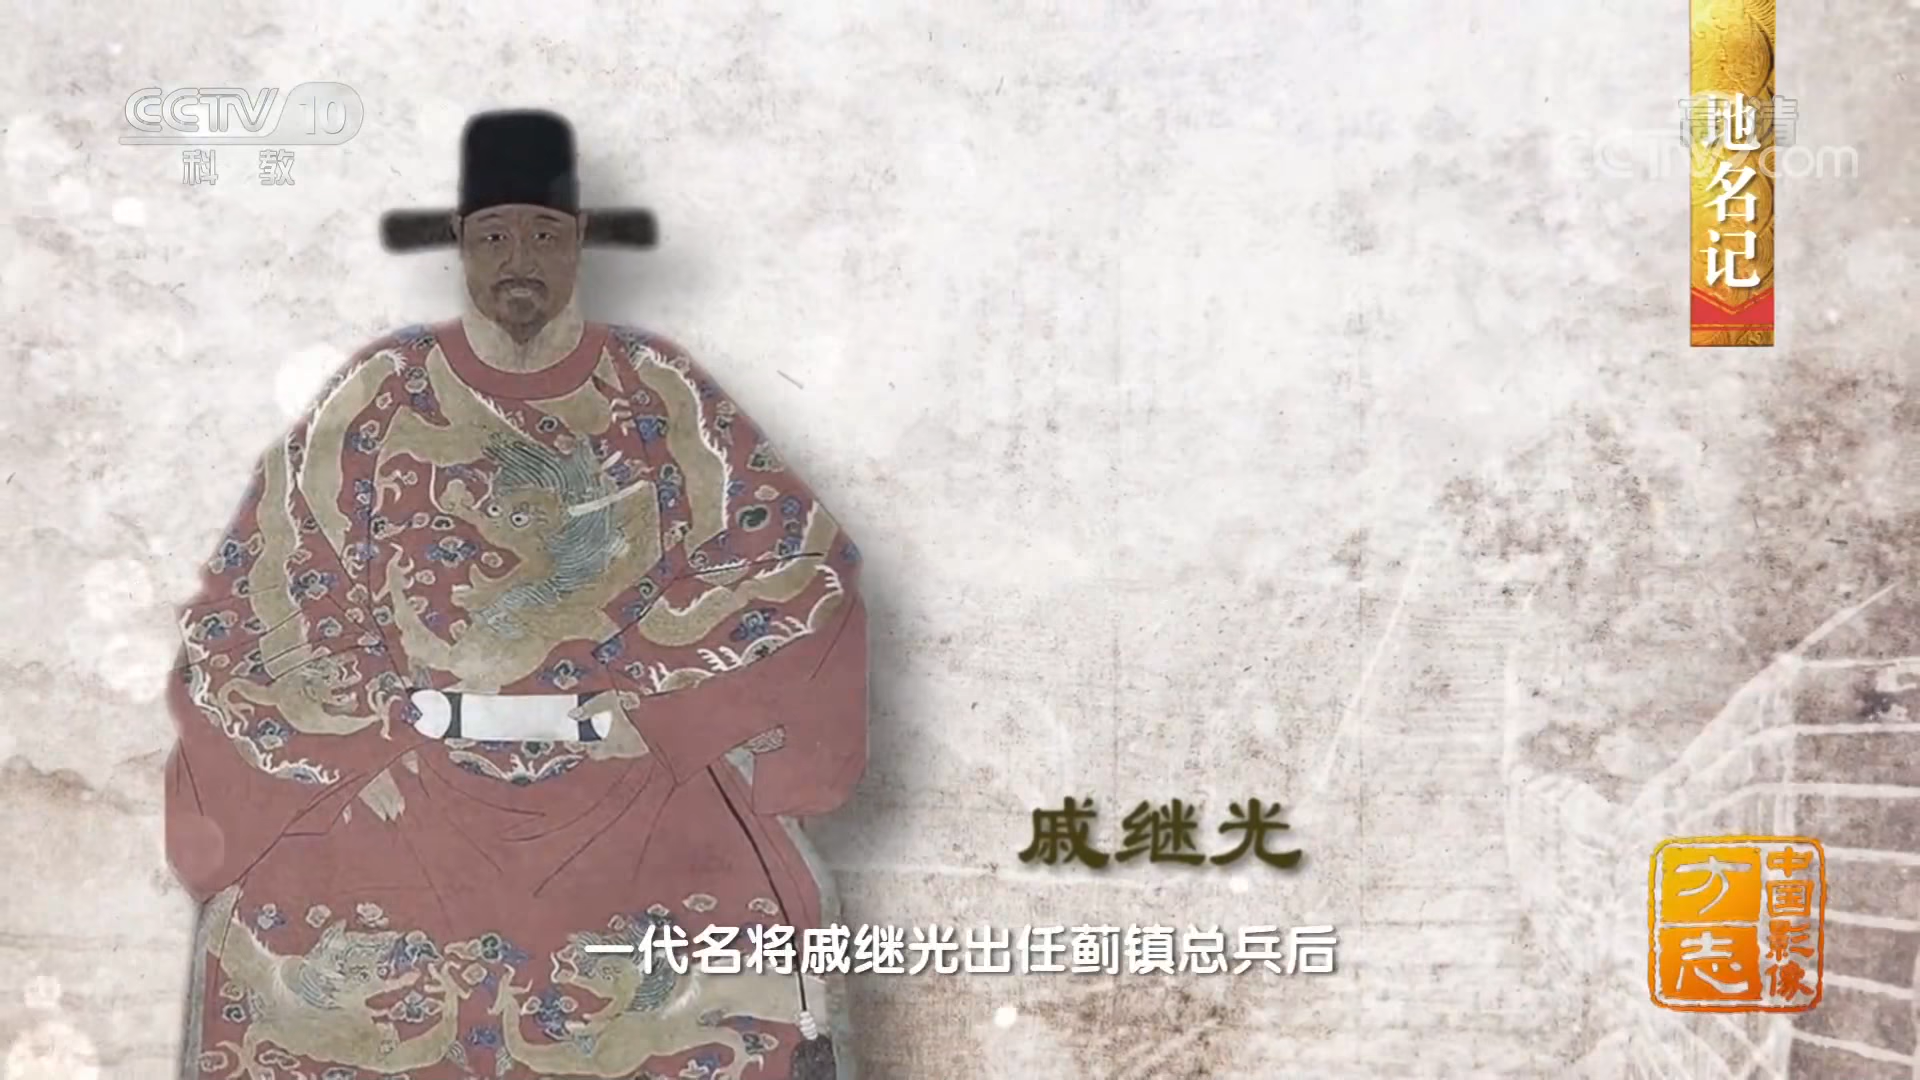 CCTV 10
科教
高清
CCTV.com
地名记
戚继光
一代名将戚继光出任蓟镇总兵后
中国影像
方志